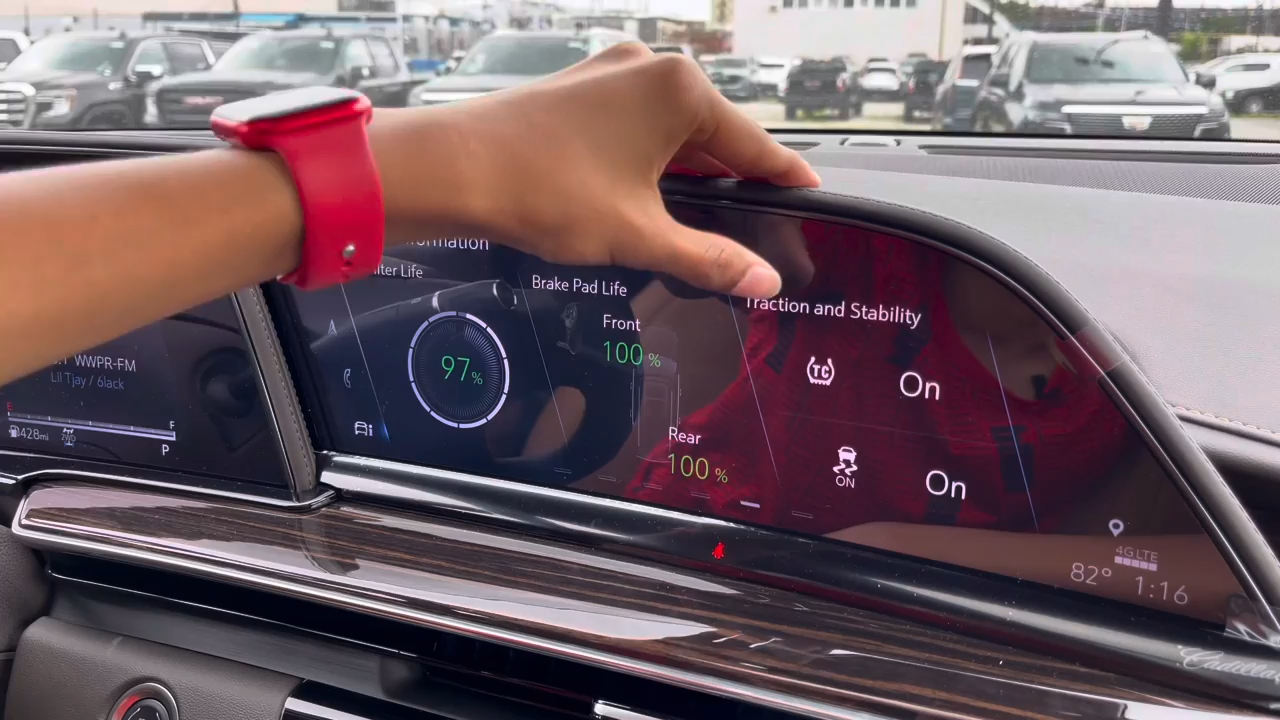 WWPR-FM
Lil Tjay / 6lack
E
F
428mi
2WD
P
lter Life
97%
Brake Pad Life
Front
100 %
Rear
100 %
Traction and Stability
TC
On
ON
On
4G LTE
82° 1:16
Cadillac